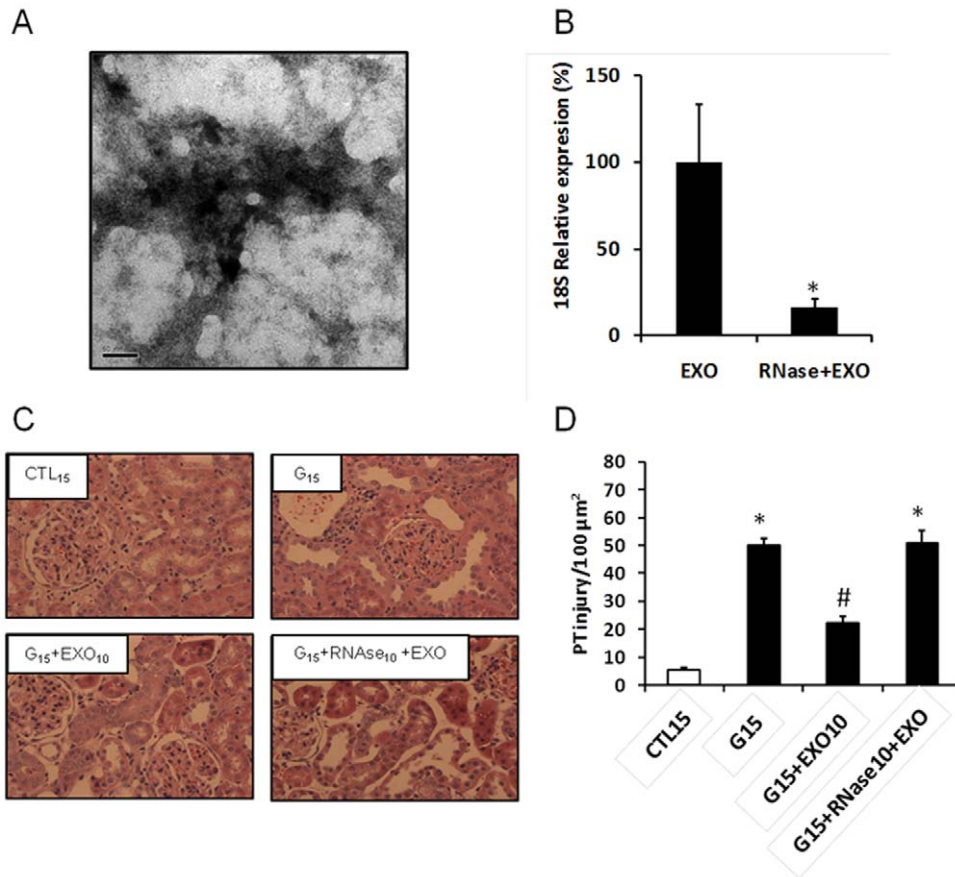 A
B
18S Relative expresion (%)
150
100
50
0
*
EXO
RNase+EXO
C
CTL15
G15
G15+EXO10
G15+RNAse10 +EXO
D
PT injury/100 µm²
80
70
60
50
40
30
20
10
0
*
#
*
CTL15
G15
G15+EXO10
G15+RNase10+EXO